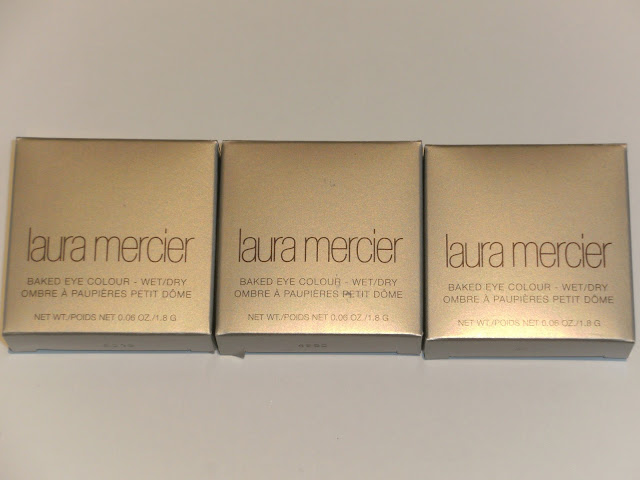 laura mercier
BAKED EYE COLOUR - WET/DRY
OMBRE À PAUPIÈRES PETIT DÔME
NET WT./POIDS NET 0.06 OZ./1.8 G
laura mercier
BAKED EYE COLOUR - WET/DRY
OMBRE À PAUPIÈRES PETIT DÔME
NET WT./POIDS NET 0.06 OZ./1.8 G
laura mercier
BAKED EYE COLOUR - WET/DRY
OMBRE À PAUPIÈRES PETIT DÔME
NET WT./POIDS NET 0.06 OZ./1.8 G